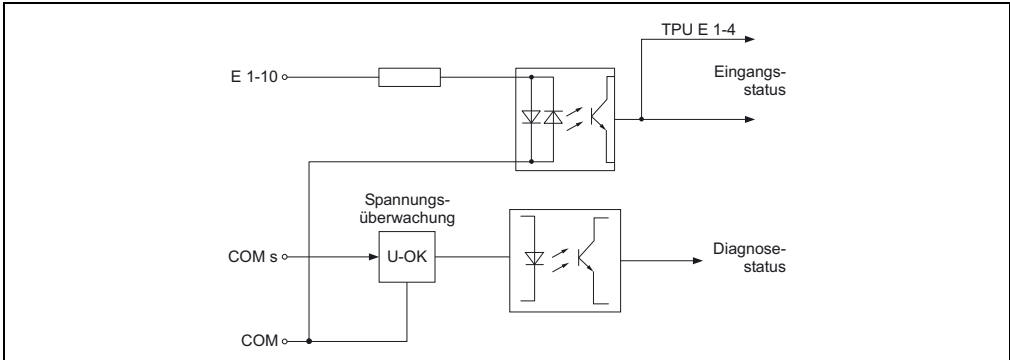 TPU E 1-4
E 1-10
Eingangs-
status
Spannungs-
überwachung
COM s
U-OK
Diagnose-
status
COM